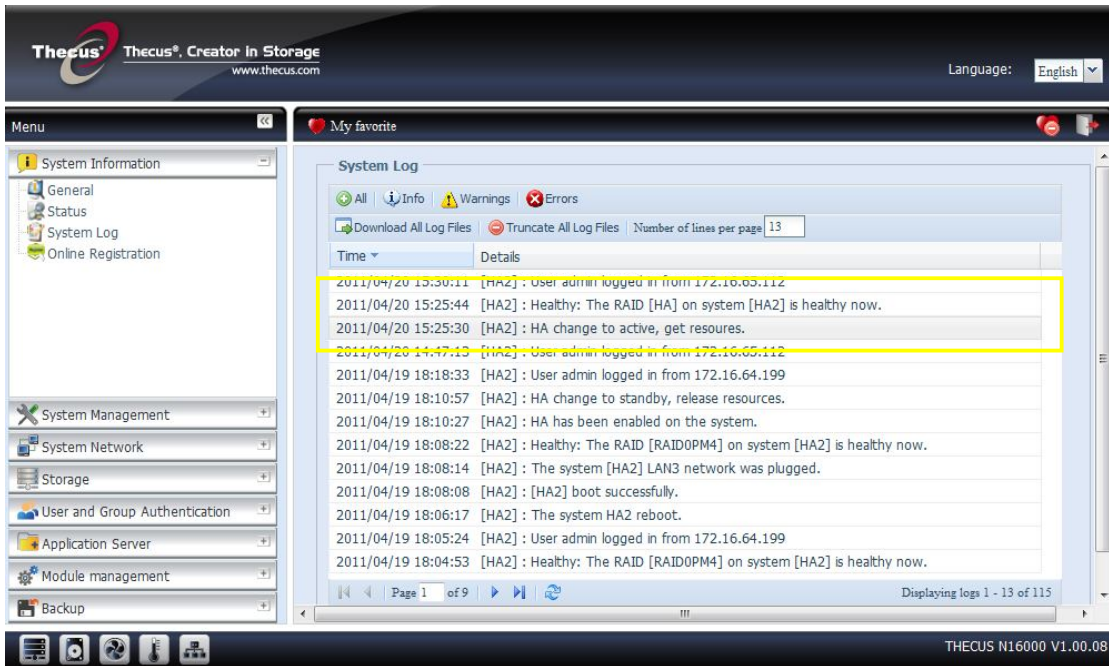 Thecus® Thecus®, Creator in Storage
www.thecus.com
Language: English
Menu
My favorite
System Information
General
Status
System Log
Online Registration
System Management
System Network
Storage
User and Group Authentication
Application Server
Module management
Backup
System Log
All Info Warnings Errors
Download All Log Files Truncate All Log Files Number of lines per page 13
Time Details
2011/04/20 15:30:11 [HA2] : User admin logged in from 172.16.65.112
2011/04/20 15:25:44 [HA2] : Healthy: The RAID [HA] on system [HA2] is healthy now.
2011/04/20 15:25:30 [HA2] : HA change to active, get resoures.
2011/04/20 14:47:13 [HA2] : User admin logged in from 172.16.65.112
2011/04/19 18:18:33 [HA2] : User admin logged in from 172.16.64.199
2011/04/19 18:10:57 [HA2] : HA change to standby, release resources.
2011/04/19 18:10:27 [HA2] : HA has been enabled on the system.
2011/04/19 18:08:22 [HA2] : Healthy: The RAID [RAID0PM4] on system [HA2] is healthy now.
2011/04/19 18:08:14 [HA2] : The system [HA2] LAN3 network was plugged.
2011/04/19 18:08:08 [HA2] : [HA2] boot successfully.
2011/04/19 18:06:17 [HA2] : The system HA2 reboot.
2011/04/19 18:05:24 [HA2] : User admin logged in from 172.16.64.199
2011/04/19 18:04:53 [HA2] : Healthy: The RAID [RAID0PM4] on system [HA2] is healthy now.
Page 1 of 9 Displaying logs 1 - 13 of 115
THECUS N16000 V1.00.08